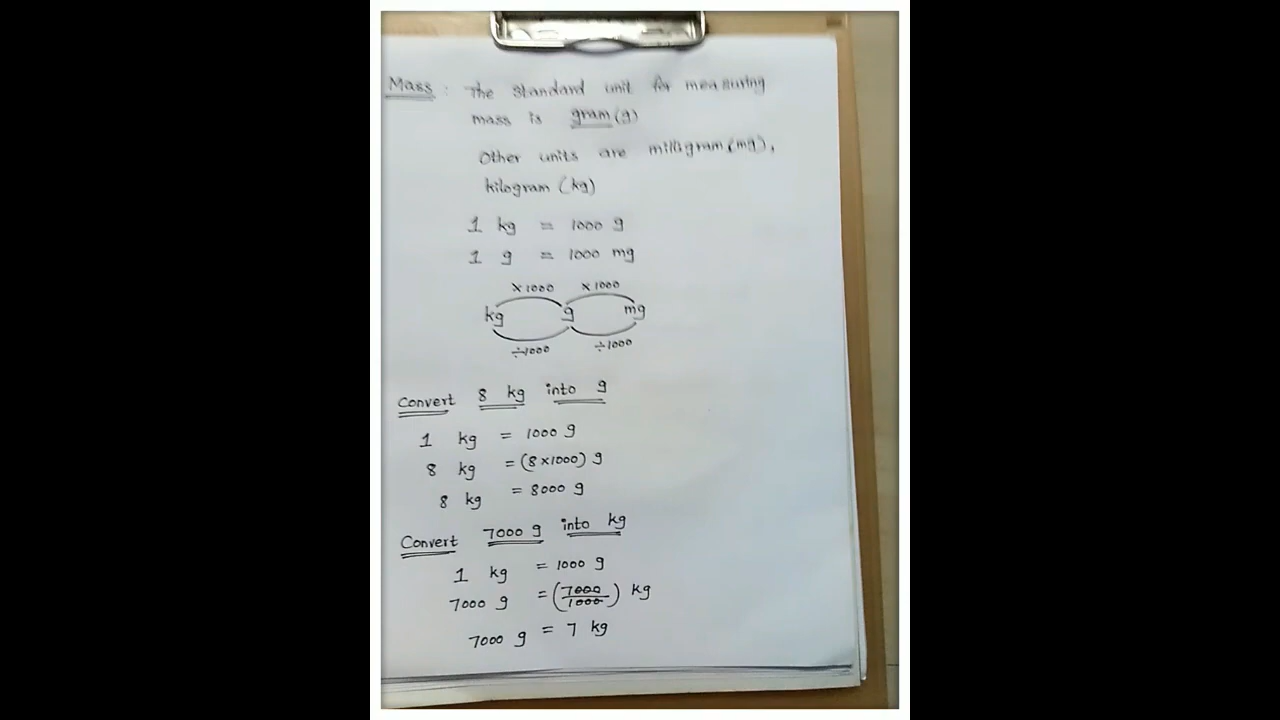 Mass : The standard unit for measuring
mass is gram (g)
Other units are milligram (mg),
kilogram (kg)
1 kg = 1000 g
1 g = 1000 mg
×1000 ×1000
kg g mg
÷1000 ÷1000
Convert 8 kg into g
1 kg = 1000 g
8 kg = (8×1000) g
8 kg = 8000 g
Convert 7000 g into kg
1 kg = 1000 g
7000 g = (7000/1000) kg
7000 g = 7 kg